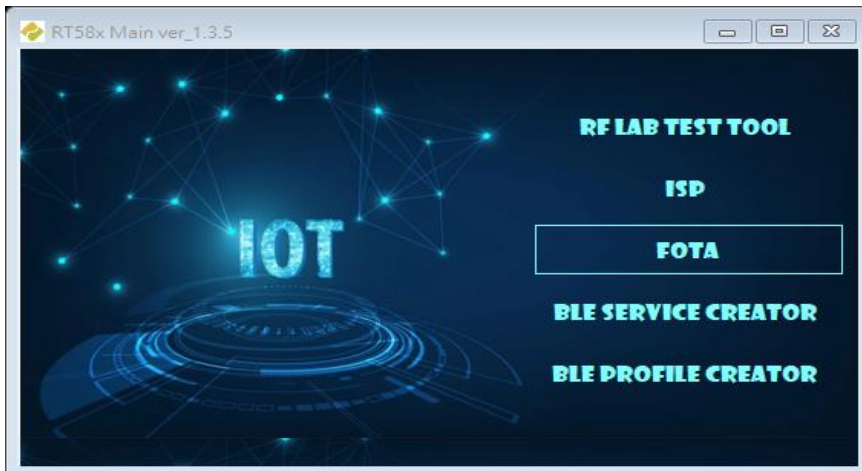 RT58x Main ver_1.3.5
RF LAB TEST TOOL
ISP
IOT
FOTA
BLE SERVICE CREATOR
BLE PROFILE CREATOR